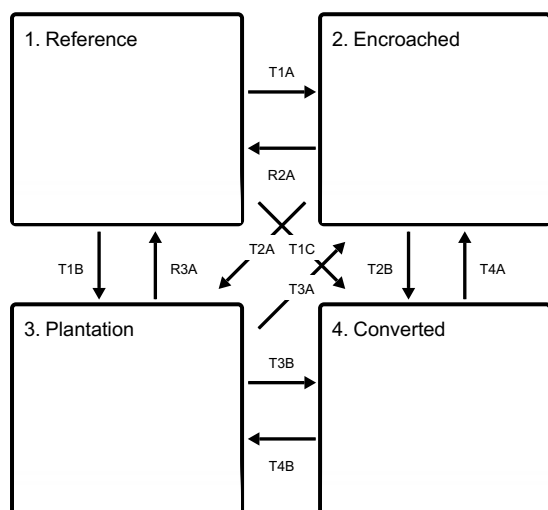 1. Reference
2. Encroached
T1A
R2A
T2A
T1C
T1B
R3A
T3A
T2B
T4A
3. Plantation
4. Converted
T3B
T4B